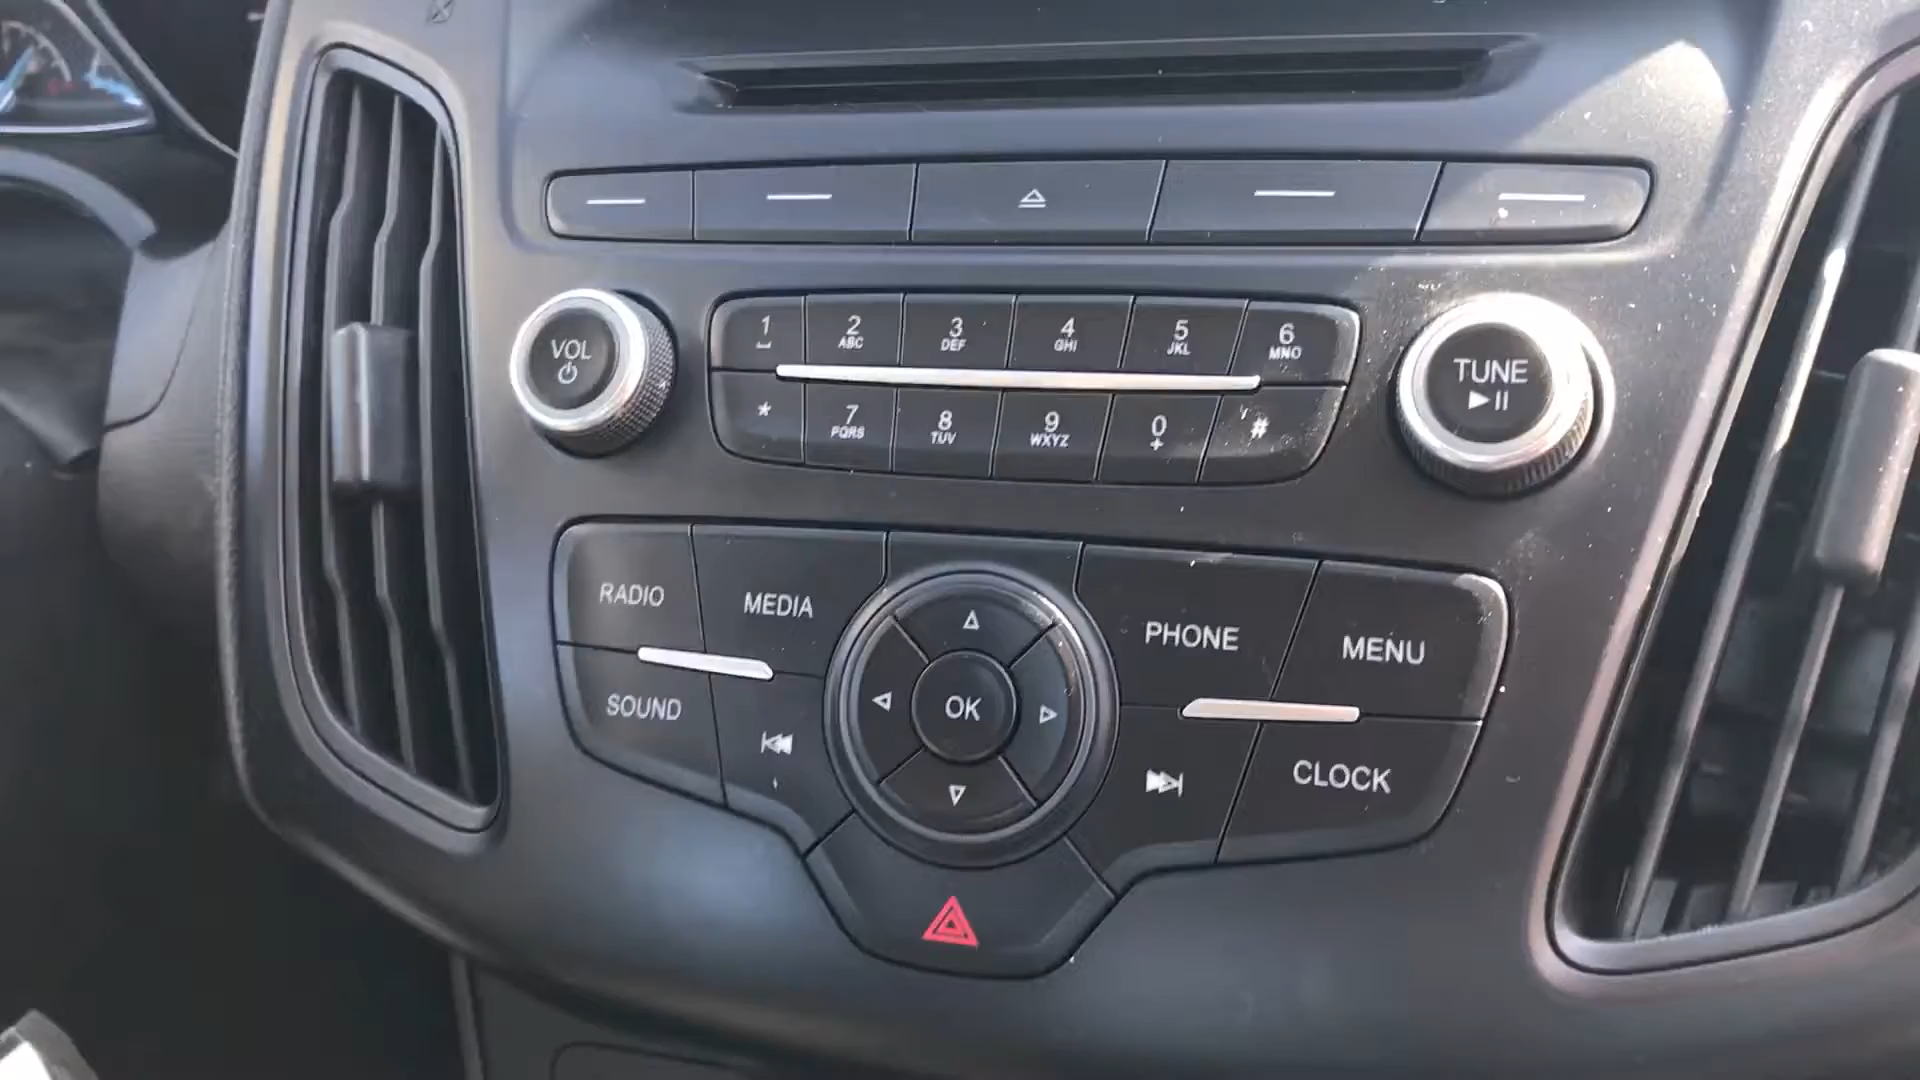 VOL
1
2
ABC
3
DEF
4
GHI
5
JKL
6
MNO
TUNE
*
7
PQRS
8
TUV
9
WXYZ
0
+
#
RADIO
MEDIA
PHONE
MENU
SOUND
OK
CLOCK